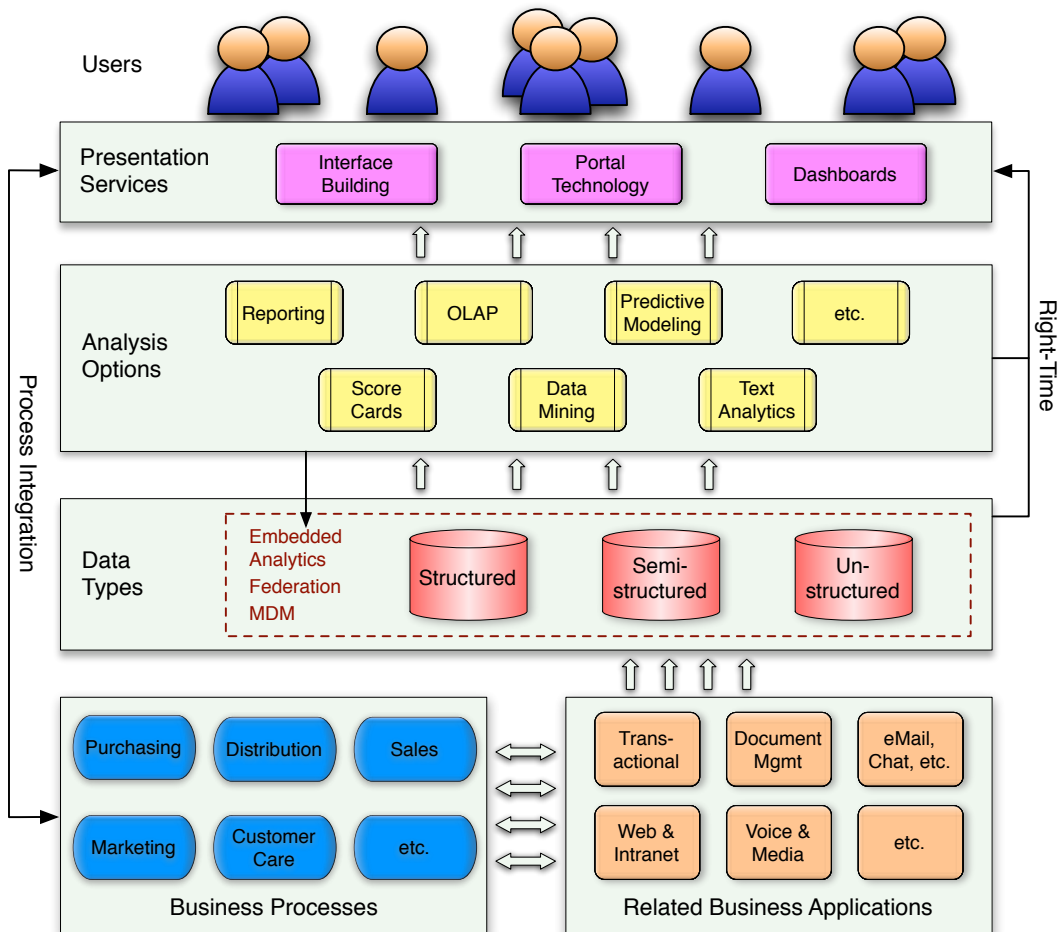 Users
Presentation
Services
Interface
Building
Portal
Technology
Dashboards
Analysis
Options
Reporting
OLAP
Predictive
Modeling
etc.
Score
Cards
Data
Mining
Text
Analytics
Process Integration
Right-Time
Data
Types
Embedded
Analytics
Federation
MDM
Structured
Semi-
structured
Un-
structured
Purchasing
Distribution
Sales
Marketing
Customer
Care
etc.
Business Processes
Trans-
actional
Document
Mgmt
eMail,
Chat, etc.
Web &
Intranet
Voice &
Media
etc.
Related Business Applications